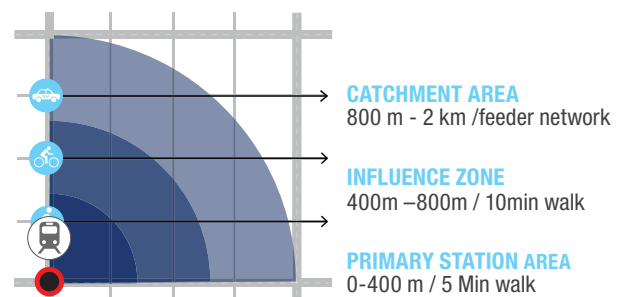 CATCHMENT AREA
800 m - 2 km /feeder network
INFLUENCE ZONE
400m –800m / 10min walk
PRIMARY STATION AREA
0-400 m / 5 Min walk